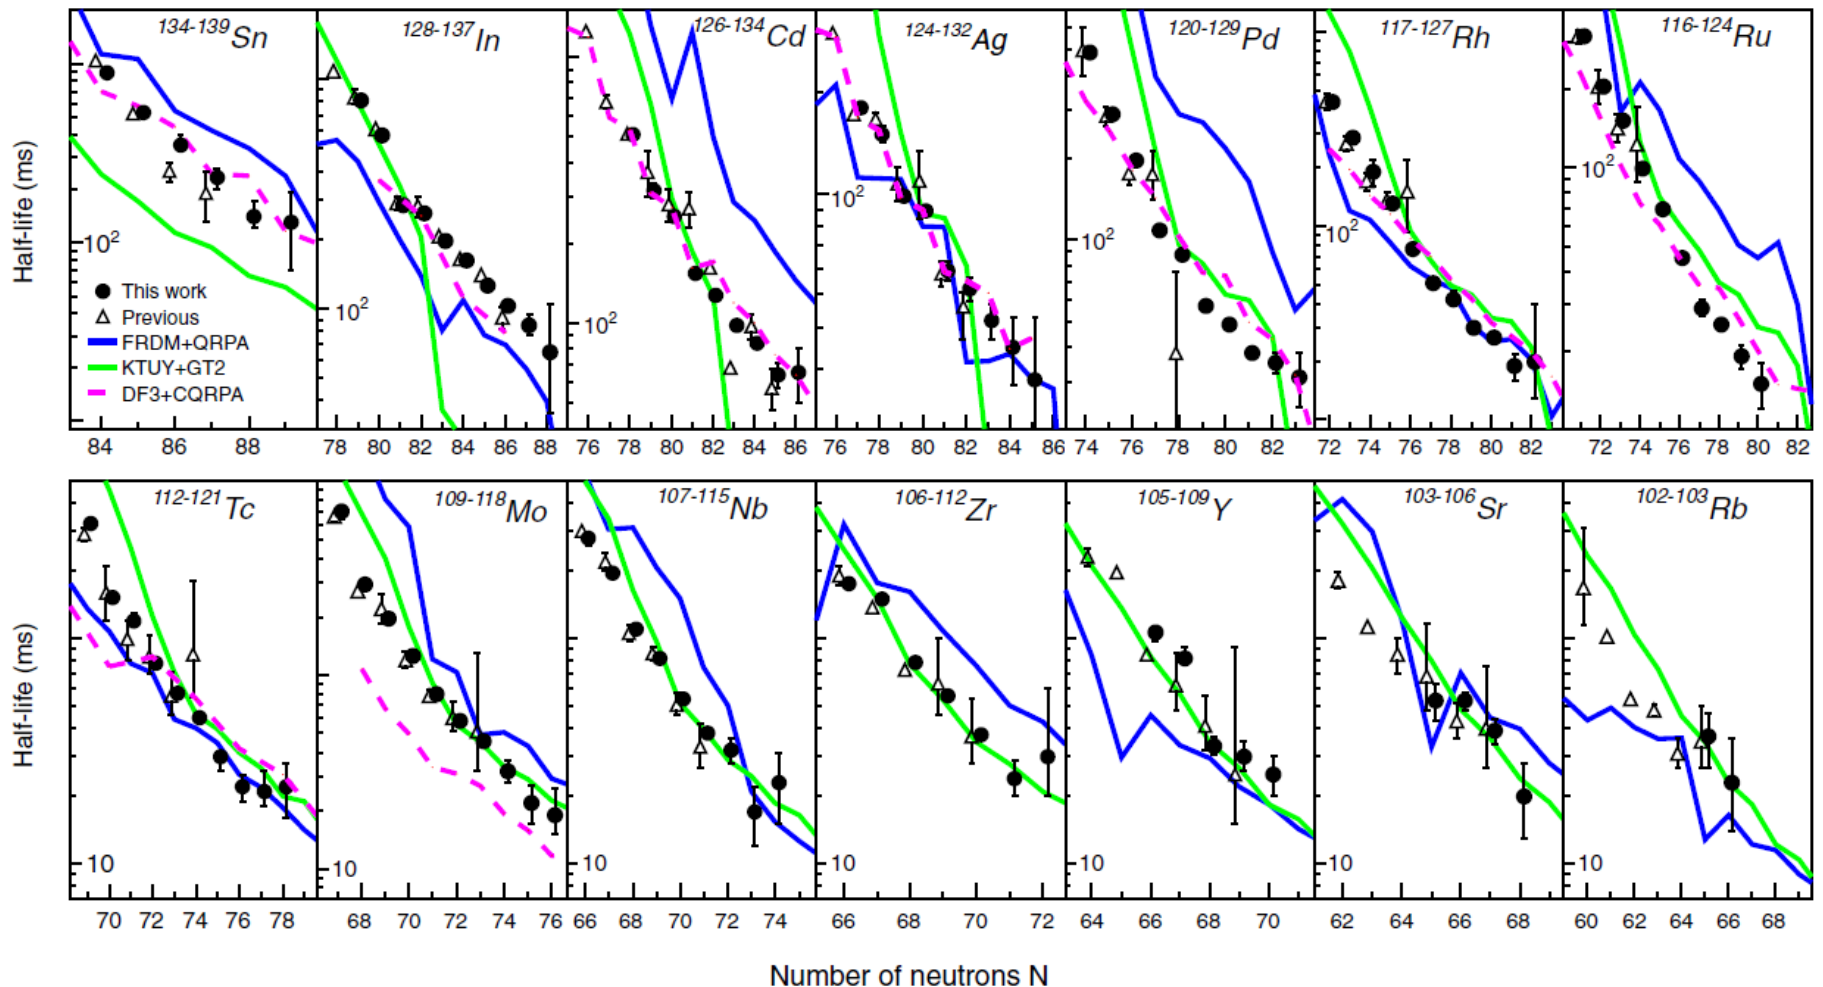 134-139Sn 128-137In 126-134Cd 124-132Ag 120-129Pd 117-127Rh 116-124Ru
Half-life (ms)
10² 10² 10² 10² 10² 10² 10²
This work
Previous
FRDM+QRPA
KTUY+GT2
DF3+CQRPA
84 86 88 78 80 82 84 86 88 76 78 80 82 84 86 76 78 80 82 84 86 74 76 78 80 82 72 74 76 78 80 82 72 74 76 78 80 82
112-121Tc 109-118Mo 107-115Nb 106-112Zr 105-109Y 103-106Sr 102-103Rb
Half-life (ms)
10 10 10 10 10 10 10
70 72 74 76 78 68 70 72 74 76 66 68 70 72 74 66 68 70 72 64 66 68 70 62 64 66 68 60 62 64 66 68
Number of neutrons N